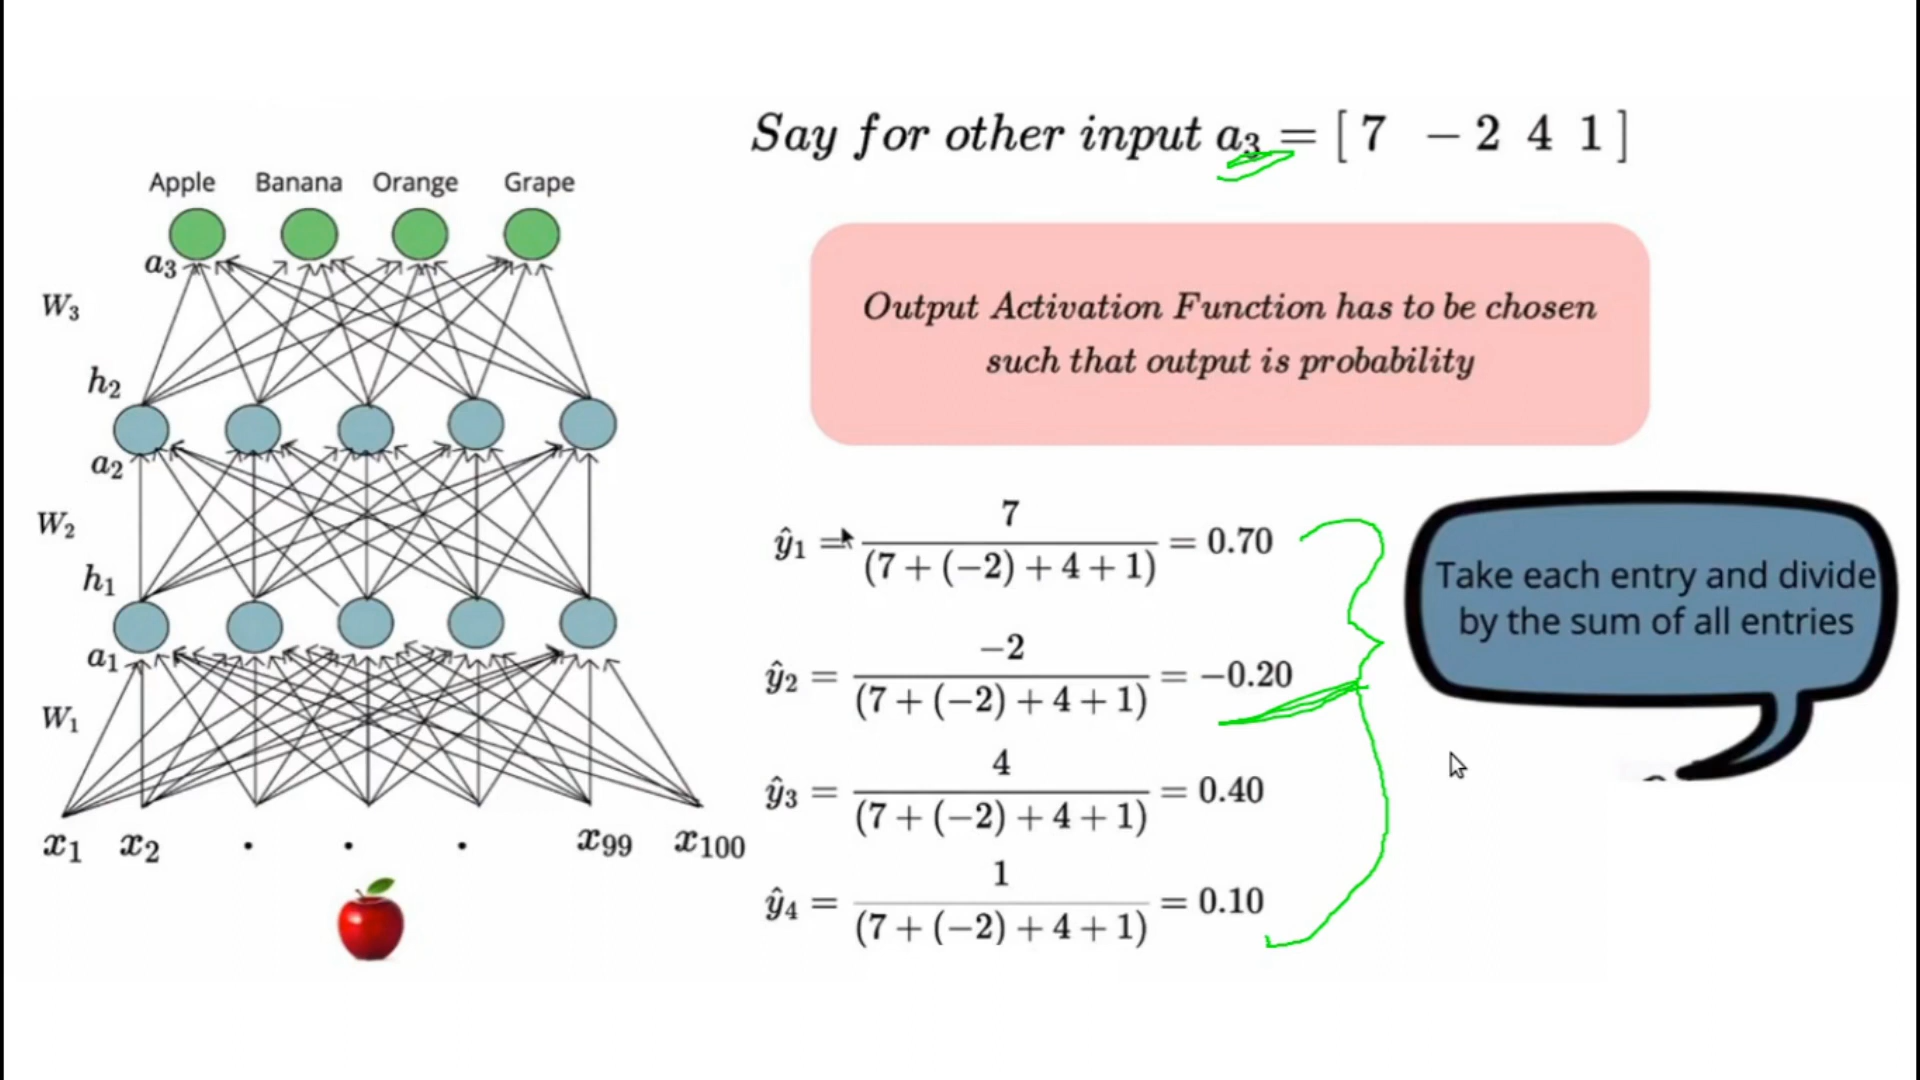 Say for other input a₃ = [ 7 −2 4 1 ]
Apple Banana Orange Grape
a₃
W₃
h₂
a₂
W₂
h₁
a₁
W₁
x₁ x₂ . . . x₉₉ x₁₀₀
Output Activation Function has to be chosen
such that output is probability
ŷ₁ = 7 / (7 + (−2) + 4 + 1) = 0.70
ŷ₂ = −2 / (7 + (−2) + 4 + 1) = −0.20
ŷ₃ = 4 / (7 + (−2) + 4 + 1) = 0.40
ŷ₄ = 1 / (7 + (−2) + 4 + 1) = 0.10
Take each entry and divide
by the sum of all entries